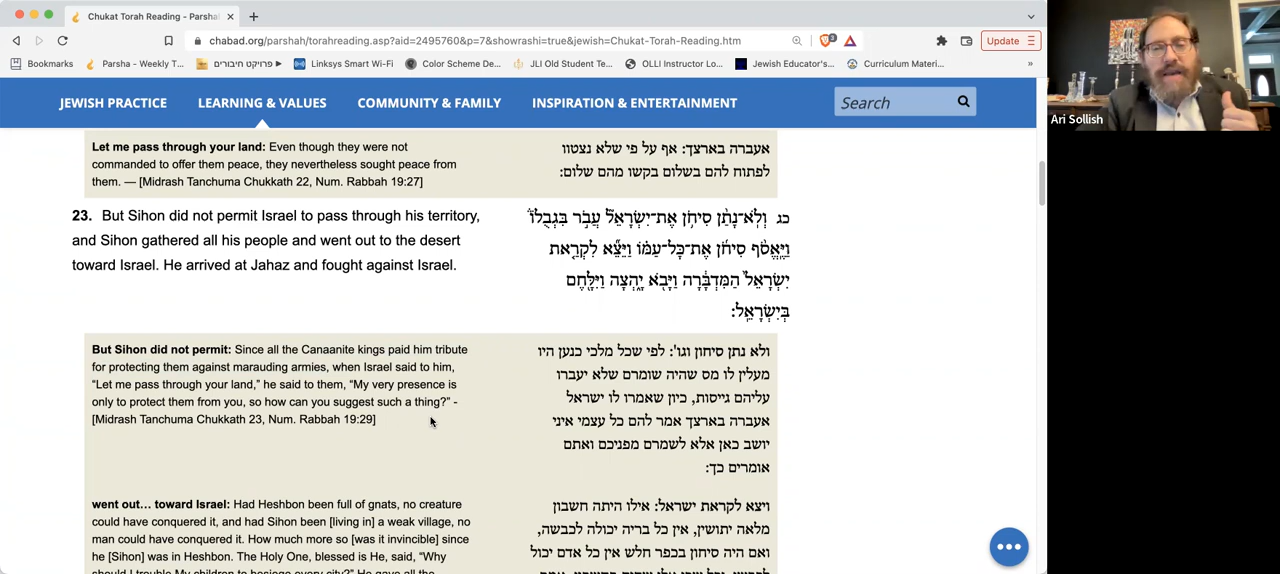 Chukat Torah Reading - Parshal
chabad.org/parshah/torahreading.asp?aid=2495760&p=7&showrashi=true&jewish=Chukat-Torah-Reading.htm
3
Update
Bookmarks
Parsha - Weekly T...
פרויקט חיבורים
Linksys Smart Wi-Fi
Color Scheme De...
JLI Old Student Te...
OLLI Instructor Lo...
Jewish Educator's...
Curriculum Materi...
»
JEWISH PRACTICE
LEARNING & VALUES
COMMUNITY & FAMILY
INSPIRATION & ENTERTAINMENT
Search
Ari Sollish
Let me pass through your land: Even though they were not
commanded to offer them peace, they nevertheless sought peace from
them. — [Midrash Tanchuma Chukkath 22, Num. Rabbah 19:27]
אעברה בארצך: אף על פי שלא נצטוו
לפתוח להם בשלום בקשו מהם שלום:
23. But Sihon did not permit Israel to pass through his territory,
and Sihon gathered all his people and went out to the desert
toward Israel. He arrived at Jahaz and fought against Israel.
כג וְלֹֽא־נָתַ֨ן סִיחֹ֣ן אֶת־יִשְׂרָאֵל֮ עֲבֹ֣ר בִּגְבֻלוֹ֒
וַיֶּֽאֱסֹ֨ף סִיחֹ֜ן אֶת־כָּל־עַמּ֗וֹ וַיֵּצֵ֞א לִקְרַ֤את
יִשְׂרָאֵל֙ הַמִּדְבָּ֔רָה וַיָּבֹ֖א יָ֑הְצָה וַיִּלָּ֖חֶם
בְּיִשְׂרָאֵֽל:
But Sihon did not permit: Since all the Canaanite kings paid him tribute
for protecting them against marauding armies, when Israel said to him,
“Let me pass through your land,” he said to them, “My very presence is
only to protect them from you, so how can you suggest such a thing?” -
[Midrash Tanchuma Chukkath 23, Num. Rabbah 19:29]
ולא נתן סיחון וגו': לפי שכל מלכי כנען היו
מעלין לו מס שהיה שומרם שלא יעברו
עליהם גייסות, כיון שאמרו לו ישראל
אעברה בארצך אמר להם כל עצמי איני
יושב כאן אלא לשמרם מפניכם ואתם
אומרים כך:
went out… toward Israel: Had Heshbon been full of gnats, no creature
could have conquered it, and had Sihon been [living in] a weak village, no
man could have conquered it. How much more so [was it invincible] since
he [Sihon] was in Heshbon. The Holy One, blessed is He, said, “Why
should I trouble My children to besiege every city?” He gave all the
ויצא לקראת ישראל: אילו היתה חשבון
מלאה יתושין, אין כל בריה יכולה לכבשה,
ואם היה סיחון בכפר חלש אין כל אדם יכול